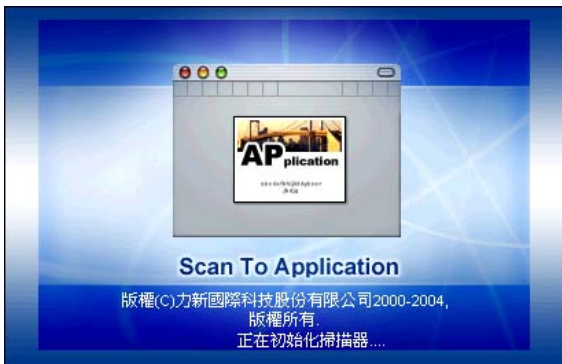 APplication
Scan To Application
版權(C)力新國際科技股份有限公司2000-2004,
版權所有.
正在初始化掃描器....